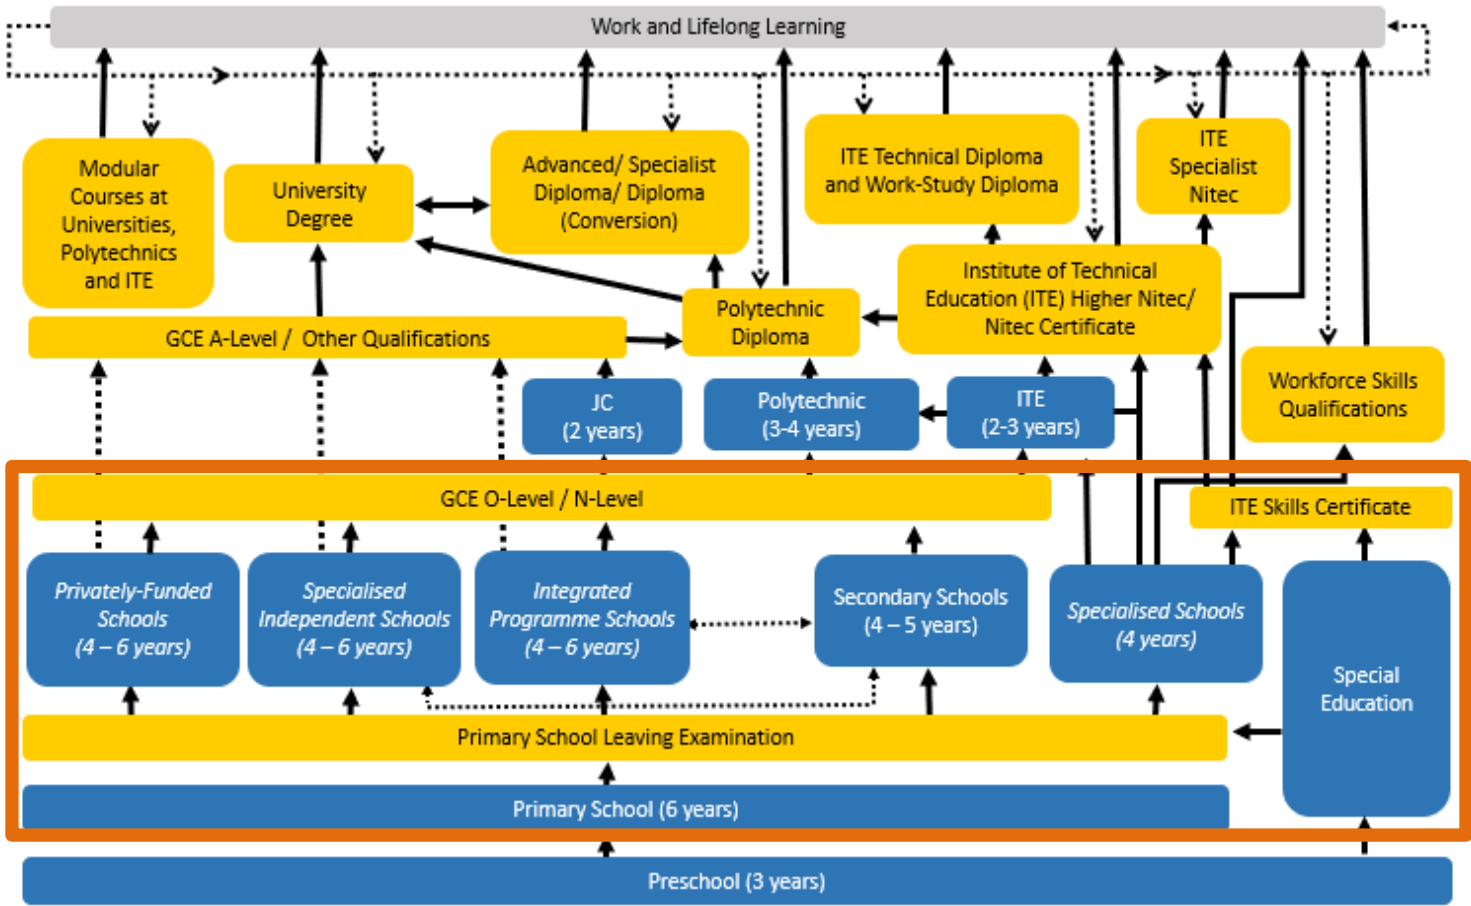 Work and Lifelong Learning
Modular
Courses at
Universities,
Polytechnics
and ITE
University
Degree
Advanced/ Specialist
Diploma/ Diploma
(Conversion)
ITE Technical Diploma
and Work-Study Diploma
ITE
Specialist
Nitec
Institute of Technical
Education (ITE) Higher Nitec/
Nitec Certificate
Polytechnic
Diploma
GCE A-Level / Other Qualifications
JC
(2 years)
Polytechnic
(3-4 years)
ITE
(2-3 years)
Workforce Skills
Qualifications
GCE O-Level / N-Level
ITE Skills Certificate
Privately-Funded
Schools
(4 – 6 years)
Specialised
Independent Schools
(4 – 6 years)
Integrated
Programme Schools
(4 – 6 years)
Secondary Schools
(4 – 5 years)
Specialised Schools
(4 years)
Special
Education
Primary School Leaving Examination
Primary School (6 years)
Preschool (3 years)